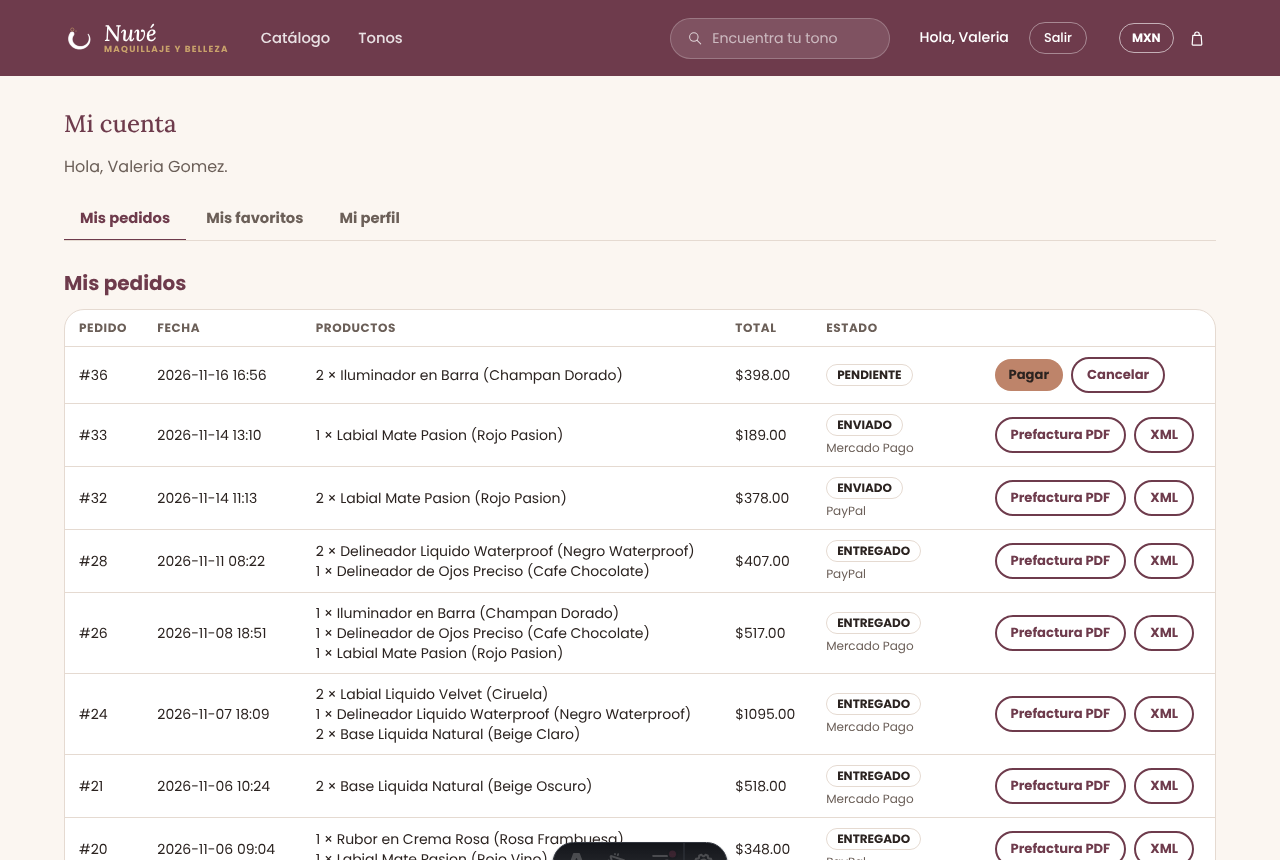 Nuvé
MAQUILLAJE Y BELLEZA
Catálogo
Tonos
Encuentra tu tono
Hola, Valeria
Salir
MXN
Mi cuenta
Hola, Valeria Gomez.
Mis pedidos
Mis favoritos
Mi perfil
Mis pedidos
PEDIDO FECHA PRODUCTOS TOTAL ESTADO
#36 2026-11-16 16:56 2 × Iluminador en Barra (Champan Dorado) $398.00 PENDIENTE Pagar Cancelar
#33 2026-11-14 13:10 1 × Labial Mate Pasion (Rojo Pasion) $189.00 ENVIADO Mercado Pago Prefactura PDF XML
#32 2026-11-14 11:13 2 × Labial Mate Pasion (Rojo Pasion) $378.00 ENVIADO PayPal Prefactura PDF XML
#28 2026-11-11 08:22 2 × Delineador Liquido Waterproof (Negro Waterproof)
1 × Delineador de Ojos Preciso (Cafe Chocolate) $407.00 ENTREGADO PayPal Prefactura PDF XML
#26 2026-11-08 18:51 1 × Iluminador en Barra (Champan Dorado)
1 × Delineador de Ojos Preciso (Cafe Chocolate)
1 × Labial Mate Pasion (Rojo Pasion) $517.00 ENTREGADO Mercado Pago Prefactura PDF XML
#24 2026-11-07 18:09 2 × Labial Liquido Velvet (Ciruela)
1 × Delineador Liquido Waterproof (Negro Waterproof)
2 × Base Liquida Natural (Beige Claro) $1095.00 ENTREGADO Mercado Pago Prefactura PDF XML
#21 2026-11-06 10:24 2 × Base Liquida Natural (Beige Oscuro) $518.00 ENTREGADO Mercado Pago Prefactura PDF XML
#20 2026-11-06 09:04 1 × Rubor en Crema Rosa (Rosa Frambuesa)
1 × Labial Mate Pasion (Rojo Vino) $348.00 ENTREGADO Prefactura PDF XML